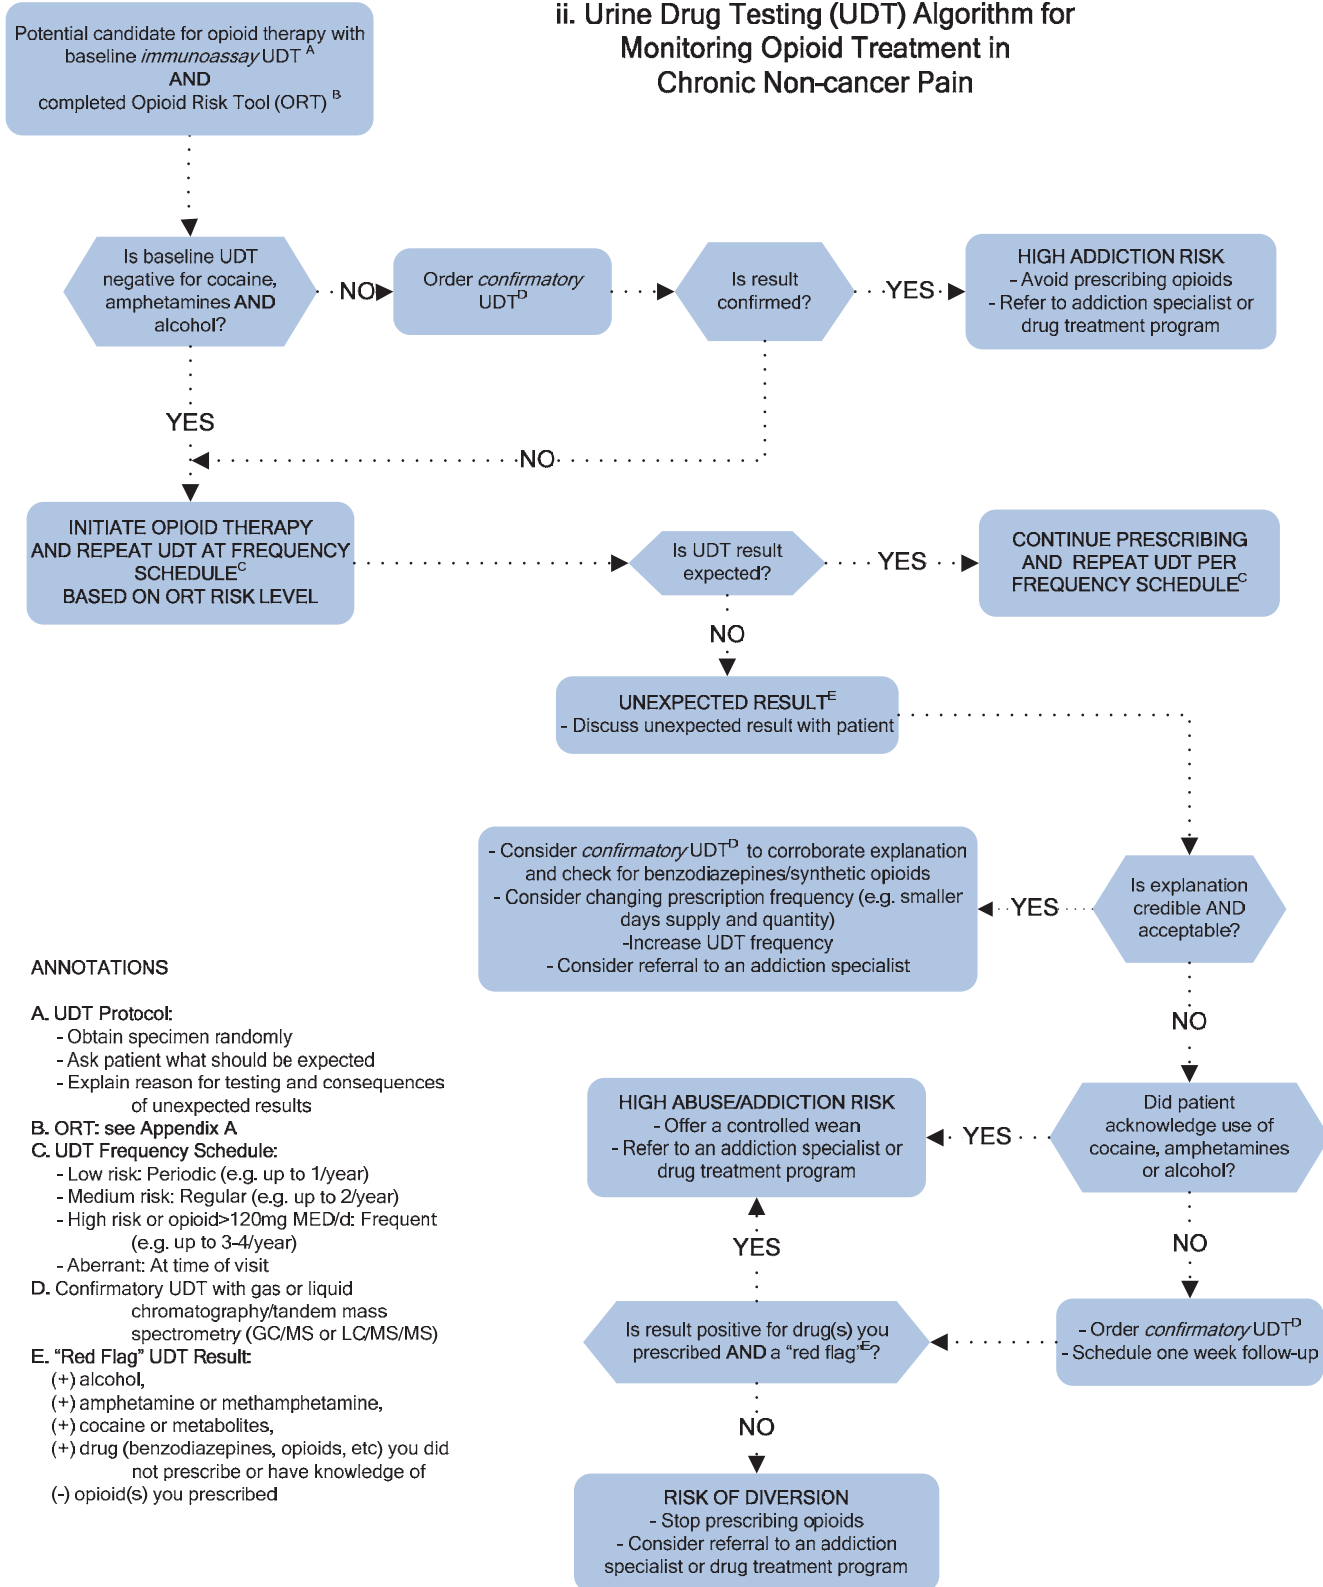 ii. Urine Drug Testing (UDT) Algorithm for
Monitoring Opioid Treatment in
Chronic Non-cancer Pain
Potential candidate for opioid therapy with
baseline immunoassay UDT A
AND
completed Opioid Risk Tool (ORT) B
Is baseline UDT
negative for cocaine,
amphetamines AND
alcohol?
NO
Order confirmatory
UDTD
Is result
confirmed?
YES
HIGH ADDICTION RISK
- Avoid prescribing opioids
- Refer to addiction specialist or
drug treatment program
YES
NO
INITIATE OPIOID THERAPY
AND REPEAT UDT AT FREQUENCY
SCHEDULEC
BASED ON ORT RISK LEVEL
Is UDT result
expected?
YES
CONTINUE PRESCRIBING
AND REPEAT UDT PER
FREQUENCY SCHEDULEC
NO
UNEXPECTED RESULTE
- Discuss unexpected result with patient
- Consider confirmatory UDTD to corroborate explanation
and check for benzodiazepines/synthetic opioids
- Consider changing prescription frequency (e.g. smaller
days supply and quantity)
-Increase UDT frequency
- Consider referral to an addiction specialist
YES
Is explanation
credible AND
acceptable?
NO
Did patient
acknowledge use of
cocaine, amphetamines
or alcohol?
YES
HIGH ABUSE/ADDICTION RISK
- Offer a controlled wean
- Refer to an addiction specialist or
drug treatment program
NO
- Order confirmatory UDTD
- Schedule one week follow-up
YES
Is result positive for drug(s) you
prescribed AND a “red flag”E?
NO
RISK OF DIVERSION
- Stop prescribing opioids
- Consider referral to an addiction
specialist or drug treatment program
ANNOTATIONS
A. UDT Protocol:
- Obtain specimen randomly
- Ask patient what should be expected
- Explain reason for testing and consequences
of unexpected results
B. ORT: see Appendix A
C. UDT Frequency Schedule:
- Low risk: Periodic (e.g. up to 1/year)
- Medium risk: Regular (e.g. up to 2/year)
- High risk or opioid>120mg MED/d: Frequent
(e.g. up to 3-4/year)
- Aberrant: At time of visit
D. Confirmatory UDT with gas or liquid
chromatography/tandem mass
spectrometry (GC/MS or LC/MS/MS)
E. “Red Flag” UDT Result:
(+) alcohol,
(+) amphetamine or methamphetamine,
(+) cocaine or metabolites,
(+) drug (benzodiazepines, opioids, etc) you did
not prescribe or have knowledge of
(-) opioid(s) you prescribed